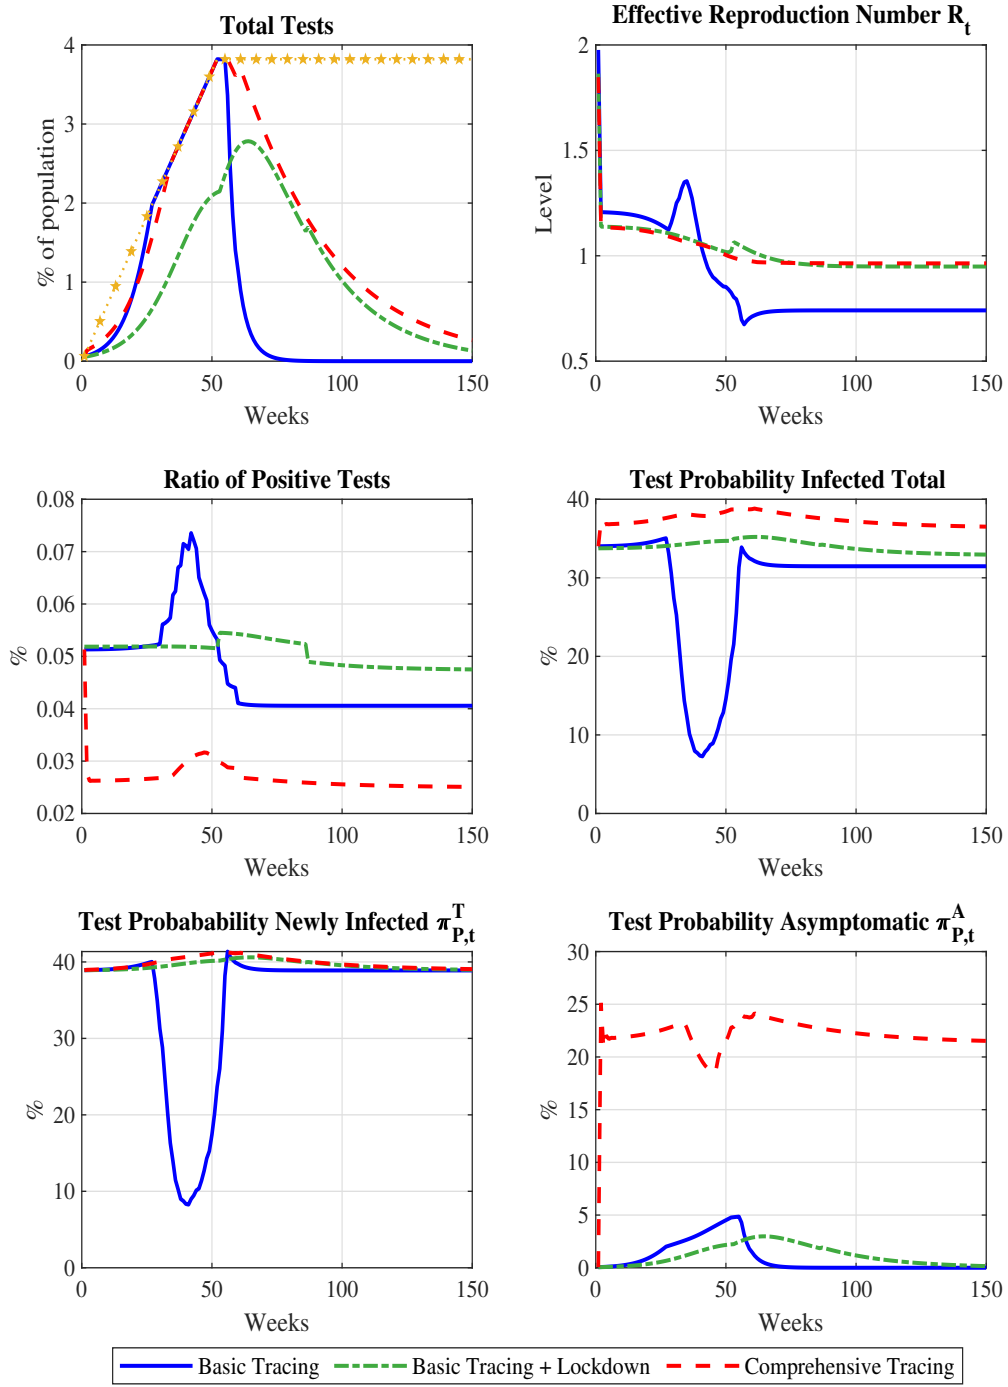 Total Tests
Effective Reproduction Number R_t
% of population
4
3
2
1
0
0 50 100 150
Weeks
Level
2
1.5
1
0.5
0 50 100 150
Weeks
Ratio of Positive Tests
Test Probability Infected Total
%
0.08
0.07
0.06
0.05
0.04
0.03
0.02
0 50 100 150
Weeks
%
40
30
20
10
0
0 50 100 150
Weeks
Test Probabability Newly Infected π^T_P,t
Test Probability Asymptomatic π^A_P,t
%
40
30
20
10
0
0 50 100 150
Weeks
%
30
25
20
15
10
5
0
0 50 100 150
Weeks
Basic Tracing Basic Tracing + Lockdown Comprehensive Tracing